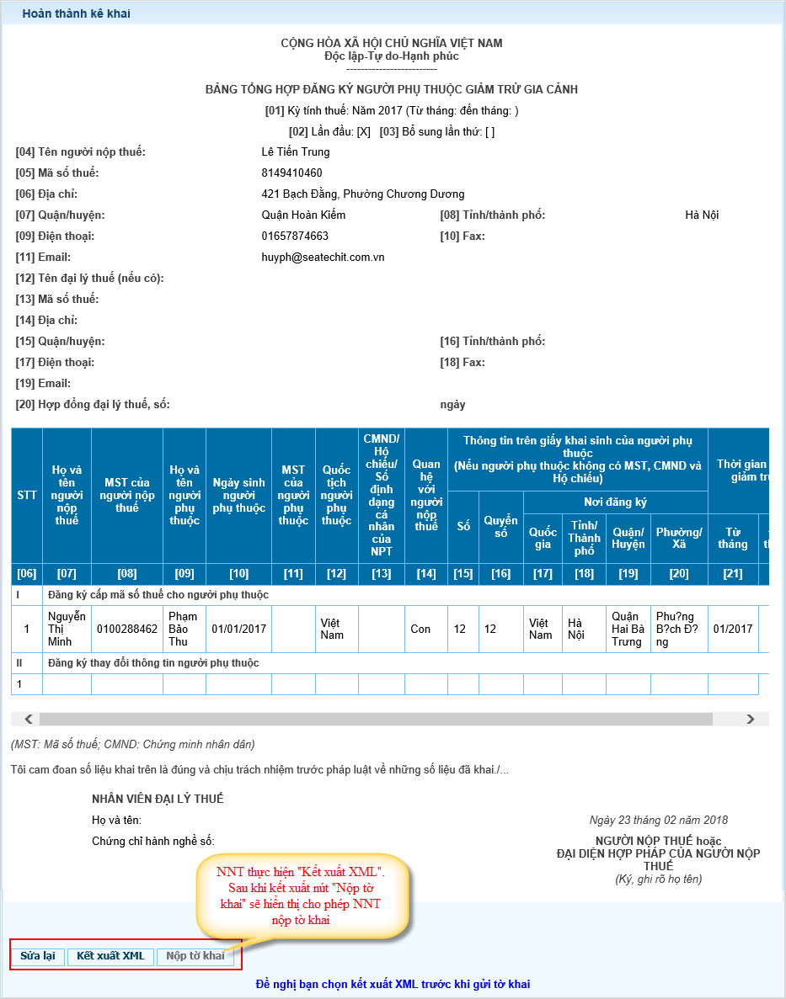 Hoàn thành kê khai
CỘNG HÒA XÃ HỘI CHỦ NGHĨA VIỆT NAM
Độc lập-Tự do-Hạnh phúc
-------------------------
BẢNG TỔNG HỢP ĐĂNG KÝ NGƯỜI PHỤ THUỘC GIẢM TRỪ GIA CẢNH
[01] Kỳ tính thuế: Năm 2017 (Từ tháng: đến tháng: )
[02] Lần đầu: [X] [03] Bổ sung lần thứ: [ ]
[04] Tên người nộp thuế: Lê Tiến Trung
[05] Mã số thuế: 8149410460
[06] Địa chỉ: 421 Bạch Đằng, Phường Chương Dương
[07] Quận/huyện: Quận Hoàn Kiếm [08] Tỉnh/thành phố: Hà Nội
[09] Điện thoại: 01657874663 [10] Fax:
[11] Email: huyph@seatechit.com.vn
[12] Tên đại lý thuế (nếu có):
[13] Mã số thuế:
[14] Địa chỉ:
[15] Quận/huyện: [16] Tỉnh/thành phố:
[17] Điện thoại: [18] Fax:
[19] Email:
[20] Hợp đồng đại lý thuế, số: ngày
STT
Họ và
tên
người
nộp
thuế
MST của
người nộp
thuế
Họ và
tên
người
phụ
thuộc
Ngày sinh
người
phụ thuộc
MST
của
người
phụ
thuộc
Quốc
tịch
người
phụ
thuộc
CMND/
Hộ
chiếu/
Số
định
dạng
cá
nhân
của
NPT
Quan
hệ
với
người
nộp
thuế
Thông tin trên giấy khai sinh của người phụ
thuộc
(Nếu người phụ thuộc không có MST, CMND và
Hộ chiếu)
Số
Quyển
số
Nơi đăng ký
Quốc
gia
Tỉnh/
Thành
phố
Quận/
Huyện
Phường/
Xã
Thời gian
giảm
Từ
tháng
[06] [07] [08] [09] [10] [11] [12] [13] [14] [15] [16] [17] [18] [19] [20] [21]
I Đăng ký cấp mã số thuế cho người phụ thuộc
1
Nguyễn
Thị
Minh
0100288462
Phạm
Bảo
Thu
01/01/2017
Việt
Nam
Con
12
12
Việt
Nam
Hà
Nội
Quận
Hai Bà
Trưng
Phu?ng
B?ch Đ?
ng
01/2017
II Đăng ký thay đổi thông tin người phụ thuộc
1
(MST: Mã số thuế; CMND: Chứng minh nhân dân)
Tôi cam đoan số liệu khai trên là đúng và chịu trách nhiệm trước pháp luật về những số liệu đã khai./...
NHÂN VIÊN ĐẠI LÝ THUẾ
Họ và tên:
Chứng chỉ hành nghề số:
Ngày 23 tháng 02 năm 2018
NGƯỜI NỘP THUẾ hoặc
ĐẠI DIỆN HỢP PHÁP CỦA NGƯỜI NỘP
THUẾ
(Ký, ghi rõ họ tên)
NNT thực hiện "Kết xuất XML".
Sau khi kết xuất nút "Nộp tờ
khai" sẽ hiển thị cho phép NNT
nộp tờ khai
Sửa lại Kết xuất XML Nộp tờ khai
Đề nghị bạn chọn kết xuất XML trước khi gửi tờ khai